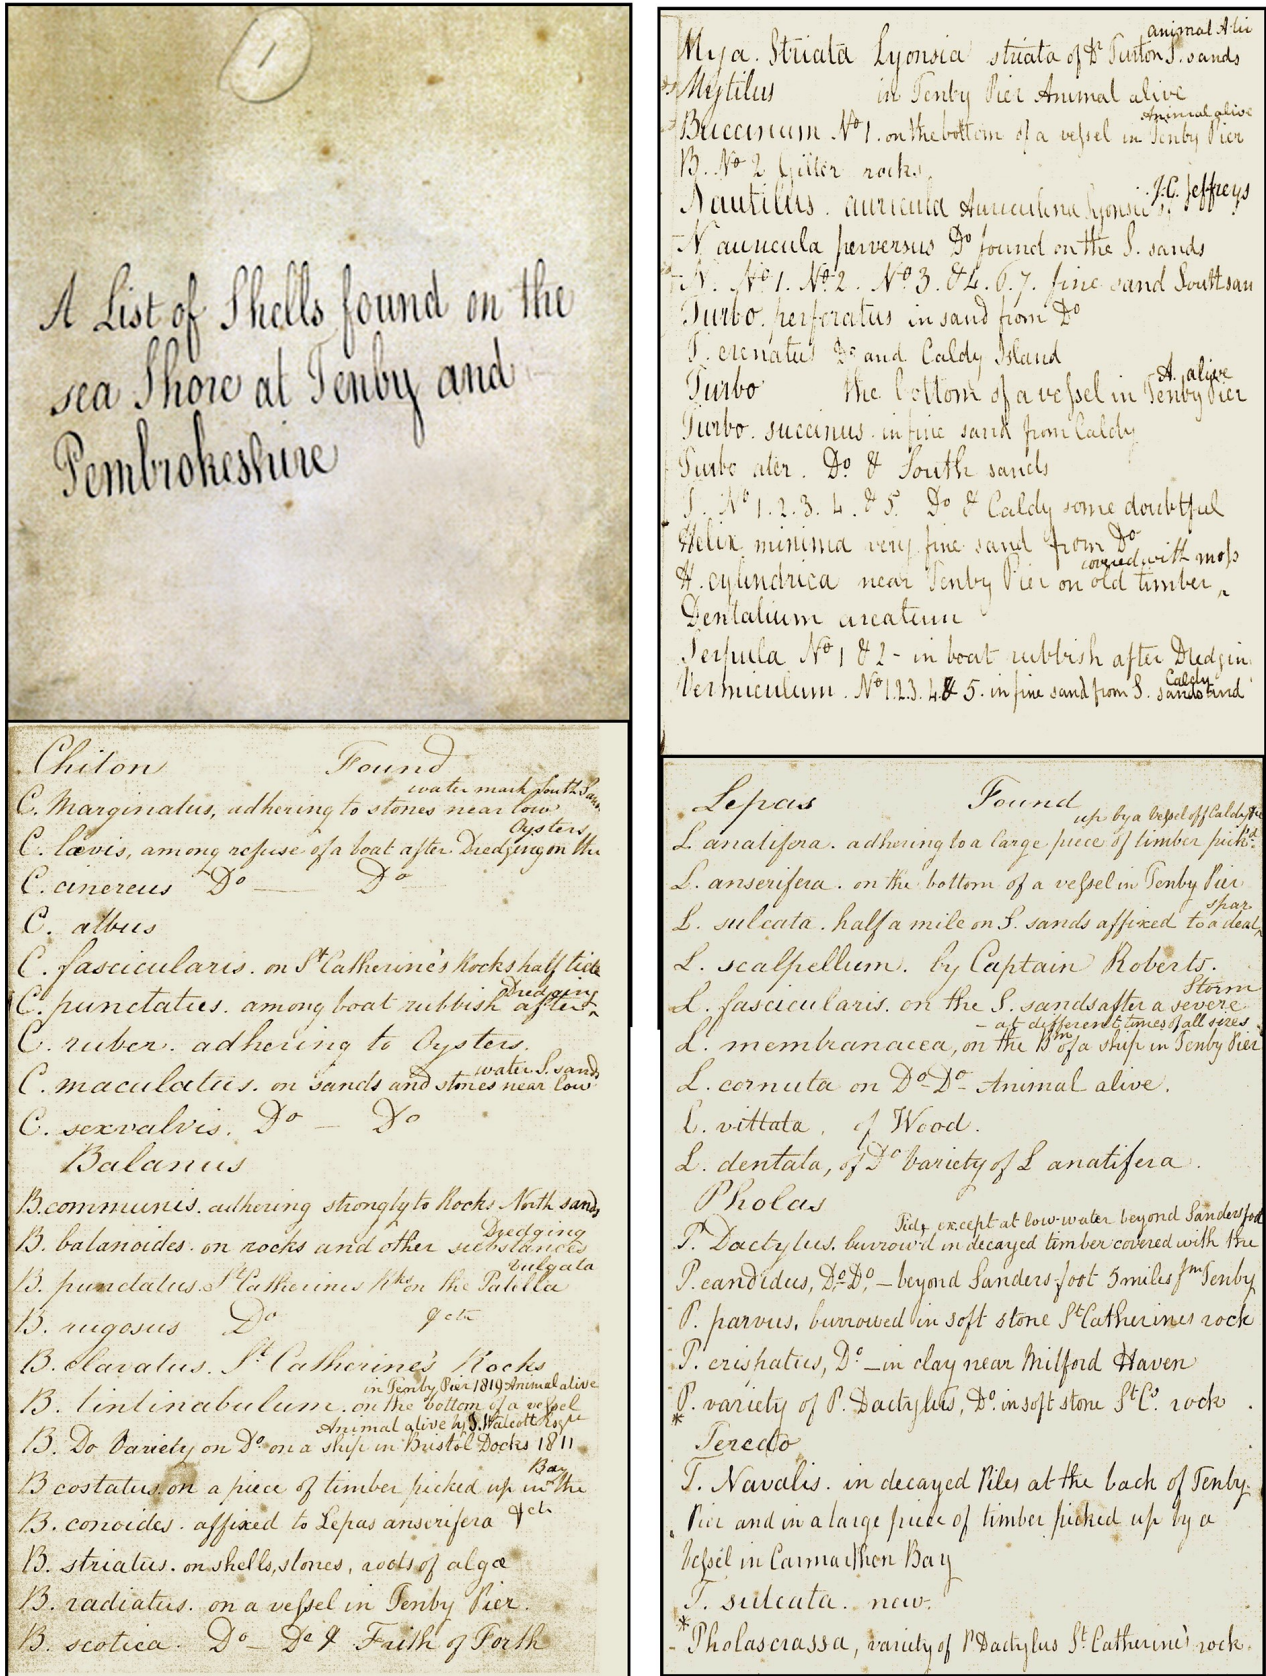 1
A List of Shells found on the
sea Shore at Tenby and
Pembrokeshire
Chiton Found
water mark South San
C. Marginatus, adhering to stones near low
Oysters
C. lævis, among refuse of a boat after Dredging on the
C. cinereus Do — Do
C. albus
C. fascicularis. on St Catherine's Rocks half tide
Dredging
C. punctatus. among boat rubbish after
C. ruber. adhering to Oysters.
water S. sands
C. maculatus. on sands and stones near low
C. sexvalvis. Do — Do
Balanus
B. communis. adhering strongly to Rocks North sands
Dredging
B. balanoides. on rocks and other substances
vulgata
B. punctatus. St Catherines Rks on the Patella
B. rugosus Do &ctr
B. clavatus. St Catherine's Rocks
in Tenby Pier 1819 Animal alive
B. tintinabulum. on the bottom of a vessel
Animal alive by J. Walcott Esqre
B. Do Variety on Do on a ship in Bristol Docks 1811
Bay
B costatus. on a piece of timber picked up in the
B. conoides. affixed to Lepas anserifera &ctr
B. striatus. on shells, stones, roots of algæ
B. radiatus. on a vessel in Tenby Pier.
B. scotica. Do — Do & Frith of Forth
animal Aliv
Mya. Striata Lyonsia striata of Dr Turton S. sands
Mytilus in Tenby Pier Animal alive
Animal alive
Buccinum No 1. on the bottom of a vessel in Tenby Pier
B. No 2 Giltar rocks.
J. C. Jeffreys
Nautilus. auricula Auriculina
N. auricula perversus Do found on the S. sands
N. No 1. No 2. No 3. & 4. 6. 7. fine sand South san
Turbo. perforatus in sand from Do
T. crenatus Do and Caldy Island
A. alive
Turbo the bottom of a vessel in Tenby Pier
Turbo. succinus. in fine sand from Caldy
Turbo ater. Do & South sands
T. No 1. 2. 3. 4. & 5. Do & Caldy some doubtful
Helix minima very fine sand from Do
covered with moss
H. cylindrica near Tenby Pier on old timber
Dentalium arcatum
Serpula No 1 & 2 - in boat rubbish after Dredgin
Caldy
Vermiculum. No 1. 2. 3. 4. & 5. in fine sand from S. sands and
Lepas Found
up by a Vessel off Caldy
L anatifera. adhering to a large piece of timber pick'd
L. anserifera. on the bottom of a vessel in Tenby Pier
spar
L. sulcata. half a mile on S. sands affixed to a deal
L. scalpellum. by Captain Roberts.
Storm
L. fascicularis. on the S. sands after a severe
- at different times of all sizes
L. membranacea, on the Bm of a ship in Tenby Pier
L. cornuta on Do Do Animal alive.
L. vittata, of Wood.
L. dentata, of Do Variety of L anatifera.
Pholas
Tide except at low-water beyond Sandersfoot
P. Dactylus. burrow'd in decayed timber covered with the
P. candidus, Do Do — beyond Sanders-foot 5 miles fm Tenby
P. parvus, burrowed in soft stone St Catherines rock
P. crispatus, Do — in clay near Milford Haven
P. variety of P. Dactylus, Do. in soft stone St Cs. rock
*
Teredo
T. Navalis. in decayed Piles at the back of Tenby
Pier and in a large piece of timber picked up by a
Vessel in Carmarthen Bay
T. sulcata. new.
* Pholas crassa, variety of P Dactylus St Catherine's rock.